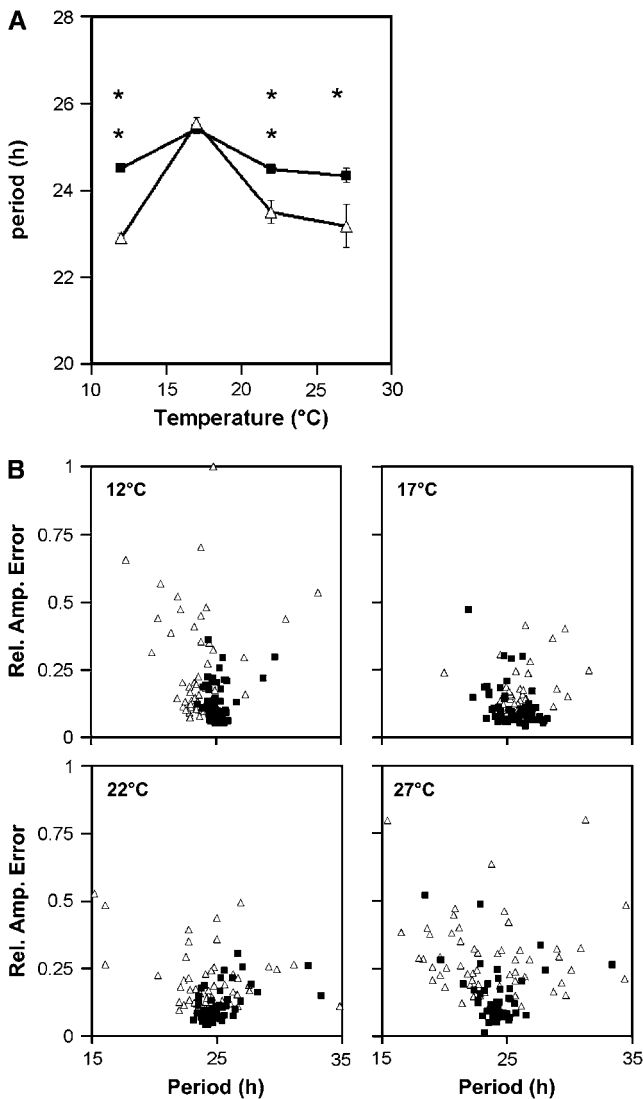 A
28
26
24
22
20
period (h)
* * *
* *
10 15 20 25 30
Temperature (°C)
B
1
0.75
0.5
0.25
0
Rel. Amp. Error
12°C
17°C
1
0.75
0.5
0.25
0
Rel. Amp. Error
22°C
27°C
15 25 35
15 25 35
Period (h)
Period (h)